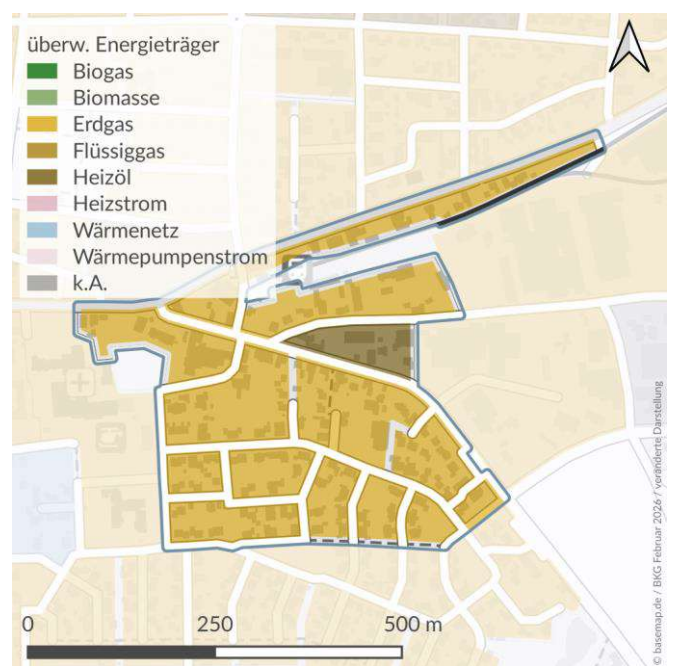 überw. Energieträger
Biogas
Biomasse
Erdgas
Flüssiggas
Heizöl
Heizstrom
Wärmenetz
Wärmepumpenstrom
k.A.
0 250 500 m
© basemap.de / BKG Februar 2026 / veränderte Darstellung